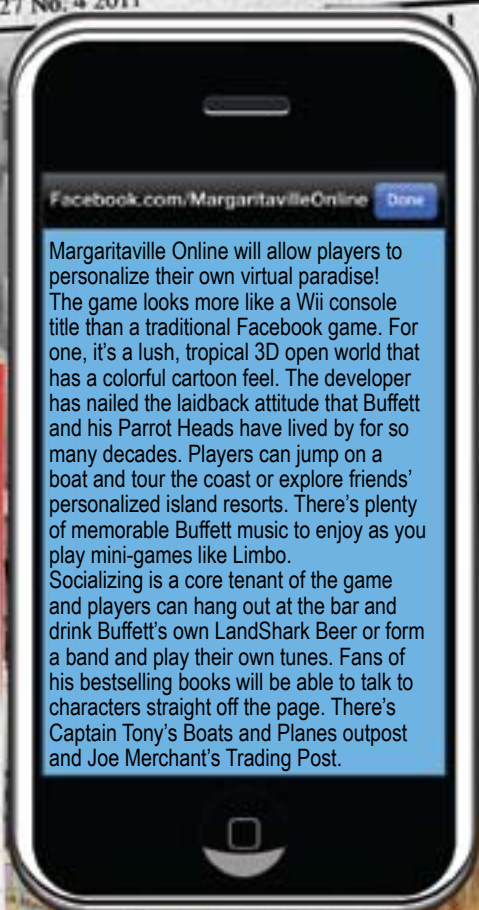 27 No. 4 2011
Facebook.com/MargaritavilleOnline Done
Margaritaville Online will allow players to
personalize their own virtual paradise!
The game looks more like a Wii console
title than a traditional Facebook game. For
one, it's a lush, tropical 3D open world that
has a colorful cartoon feel. The developer
has nailed the laidback attitude that Buffett
and his Parrot Heads have lived by for so
many decades. Players can jump on a
boat and tour the coast or explore friends'
personalized island resorts. There's plenty
of memorable Buffett music to enjoy as you
play mini-games like Limbo.
Socializing is a core tenant of the game
and players can hang out at the bar and
drink Buffett's own LandShark Beer or form
a band and play their own tunes. Fans of
his bestselling books will be able to talk to
characters straight off the page. There's
Captain Tony's Boats and Planes outpost
and Joe Merchant's Trading Post.